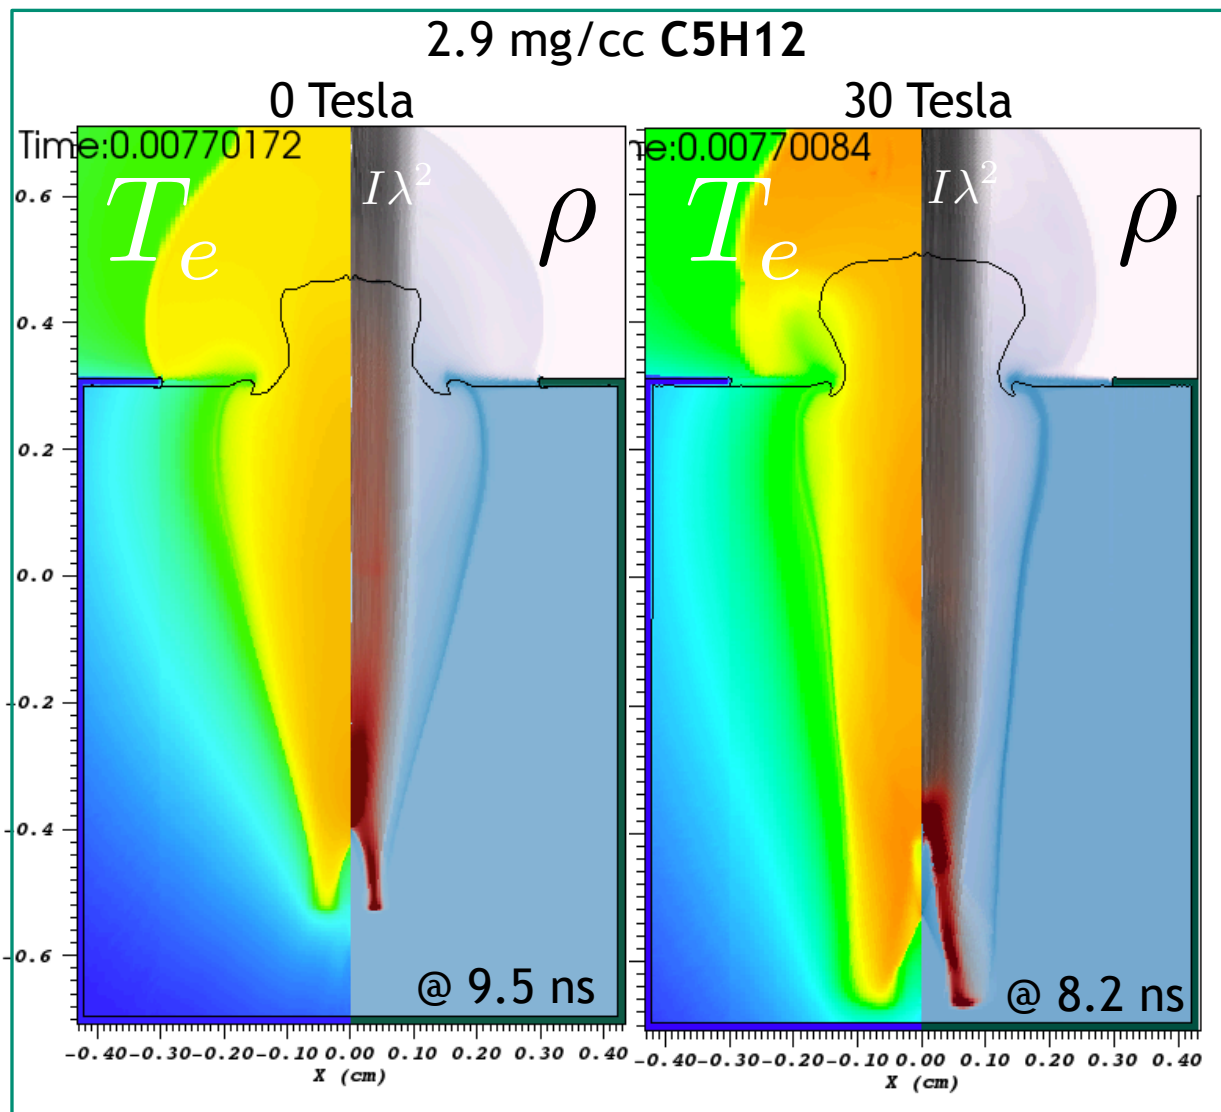 2.9 mg/cc C5H12
0 Tesla
30 Tesla
Time:0.00770172
T_e
Iλ²
ρ
0.6
0.4
0.2
0.0
-0.2
-0.4
-0.6
@ 9.5 ns
-0.40 -0.30 -0.20 -0.10 0.00 0.10 0.20 0.30 0.40
X (cm)
ne:0.00770084
T_e
Iλ²
ρ
@ 8.2 ns
-0.40 -0.30 -0.20 -0.10 0.00 0.10 0.20 0.30 0.40
X (cm)